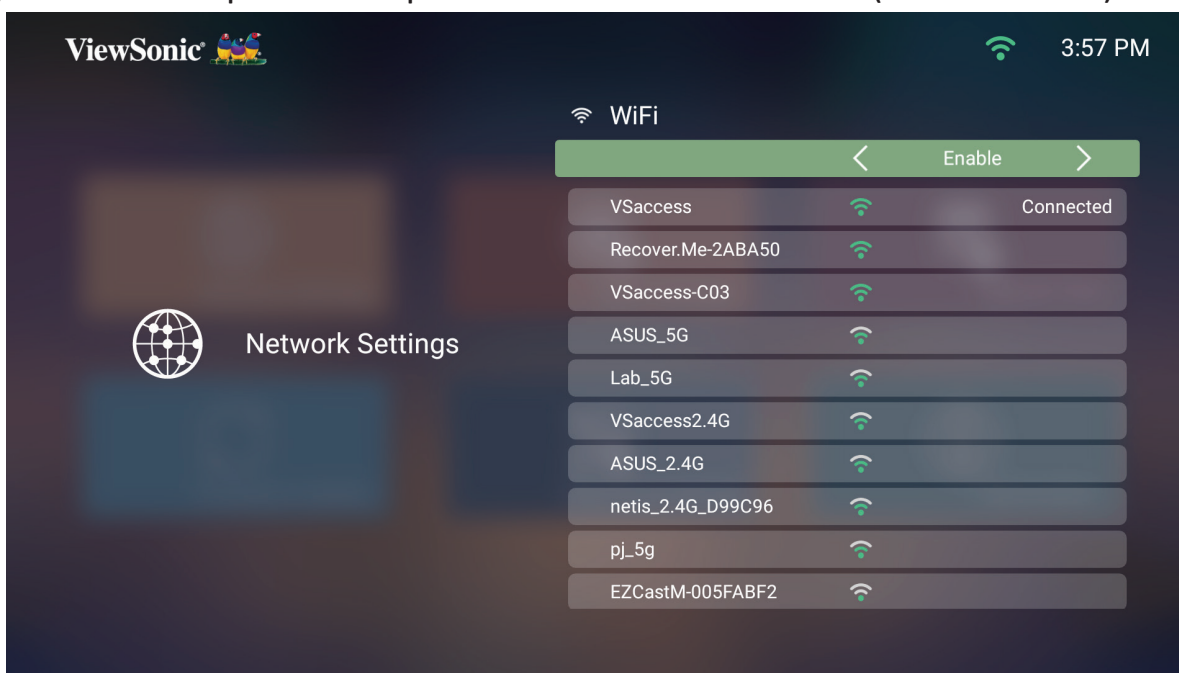 ViewSonic®
3:57 PM
WiFi
Enable
VSaccess Connected
Recover.Me-2ABA50
VSaccess-C03
Network Settings
ASUS_5G
Lab_5G
VSaccess2.4G
ASUS_2.4G
netis_2.4G_D99C96
pj_5g
EZCastM-005FABF2